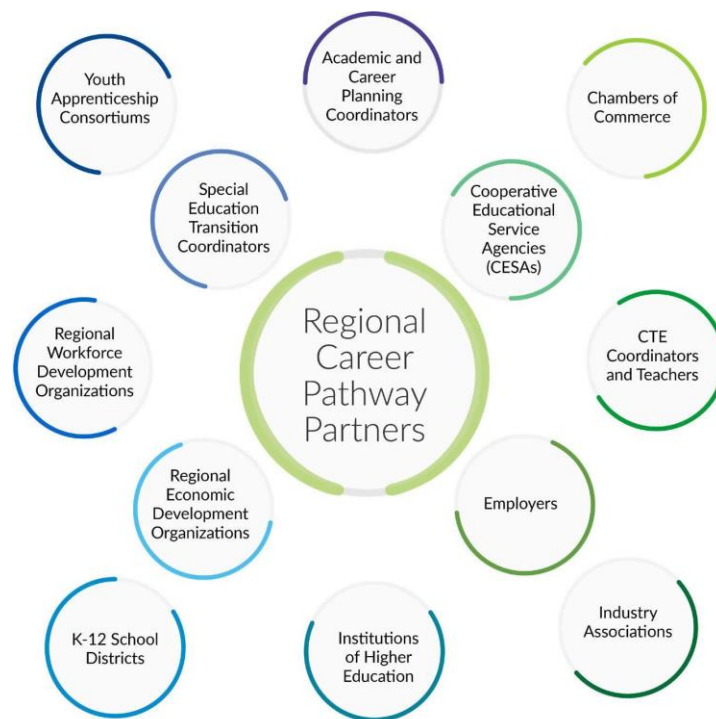 Youth
Apprenticeship
Consortiums
Academic and
Career
Planning
Coordinators
Chambers of
Commerce
Special
Education
Transition
Coordinators
Cooperative
Educational
Service
Agencies
(CESAs)
Regional
Workforce
Development
Organizations
Regional
Career
Pathway
Partners
CTE
Coordinators
and Teachers
Regional
Economic
Development
Organizations
Employers
K-12 School
Districts
Institutions
of Higher
Education
Industry
Associations